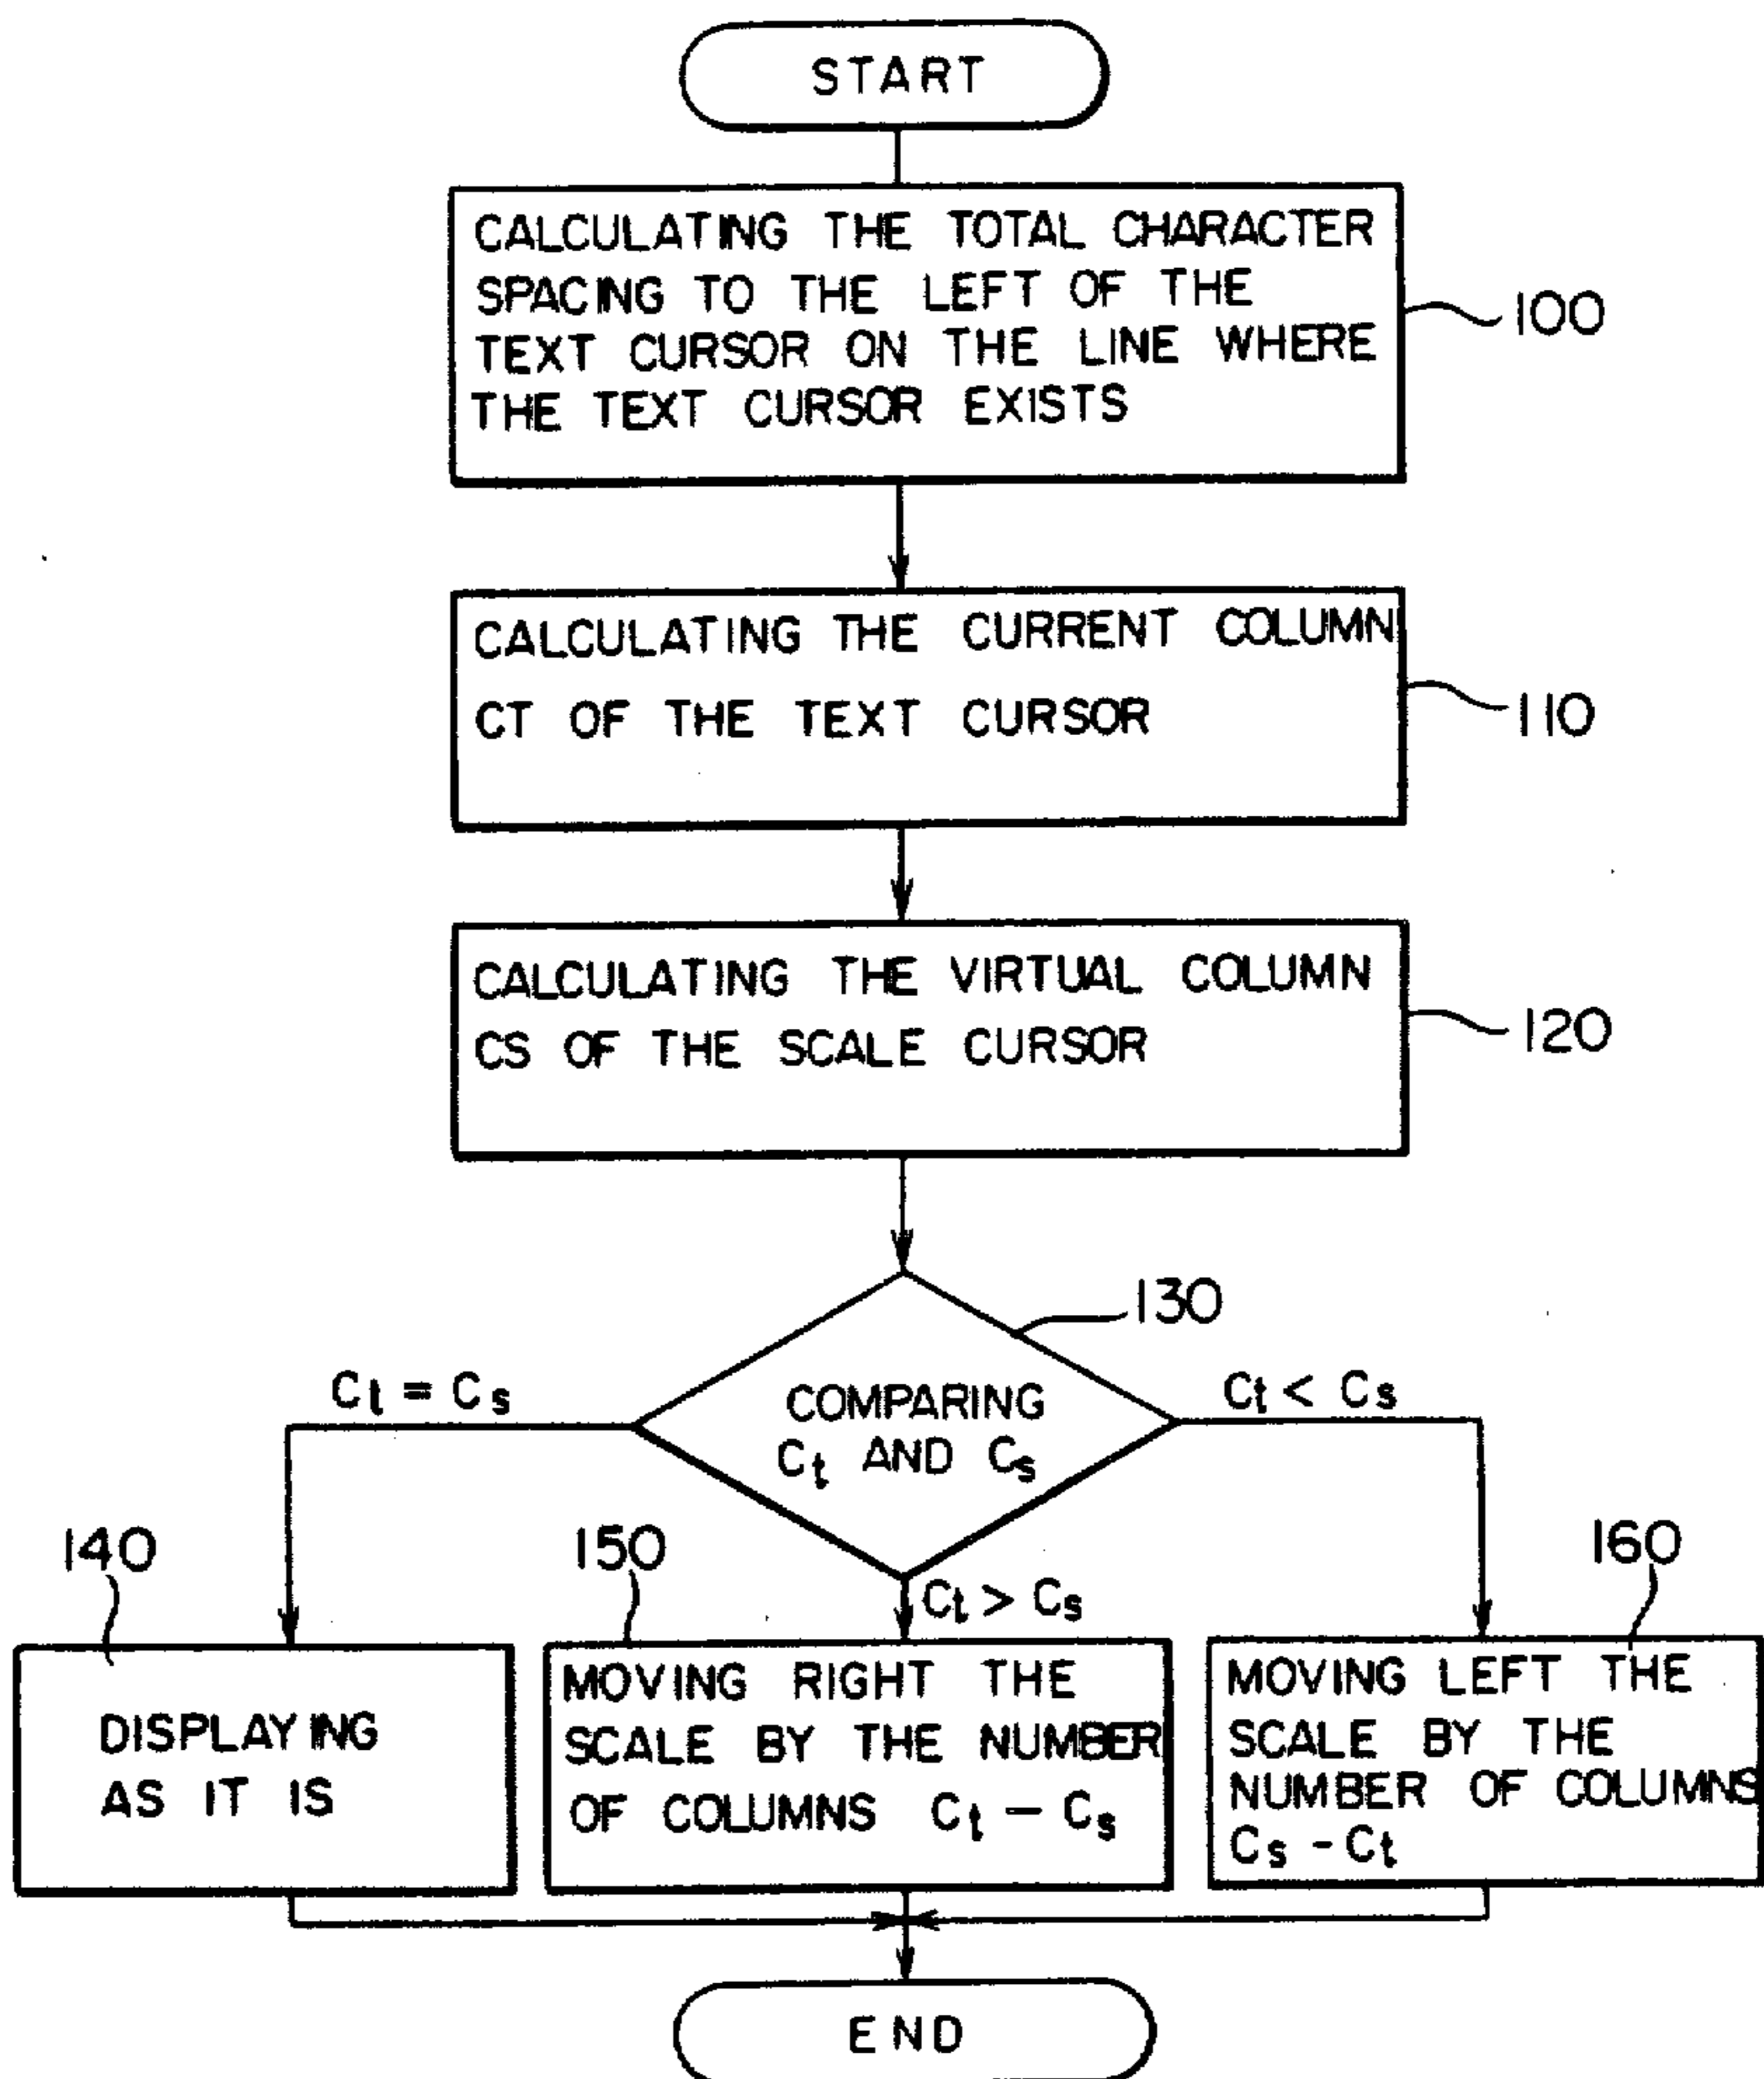 START
CALCULATING THE TOTAL CHARACTER
SPACING TO THE LEFT OF THE
TEXT CURSOR ON THE LINE WHERE
THE TEXT CURSOR EXISTS
100
CALCULATING THE CURRENT COLUMN
CT OF THE TEXT CURSOR
110
CALCULATING THE VIRTUAL COLUMN
CS OF THE SCALE CURSOR
120
130
COMPARING
Ct AND Cs
Ct = Cs
Ct < Cs
Ct > Cs
140
DISPLAYING
AS IT IS
150
MOVING RIGHT THE
SCALE BY THE NUMBER
OF COLUMNS Ct - Cs
160
MOVING LEFT THE
SCALE BY THE
NUMBER OF COLUMNS
Cs - Ct
END